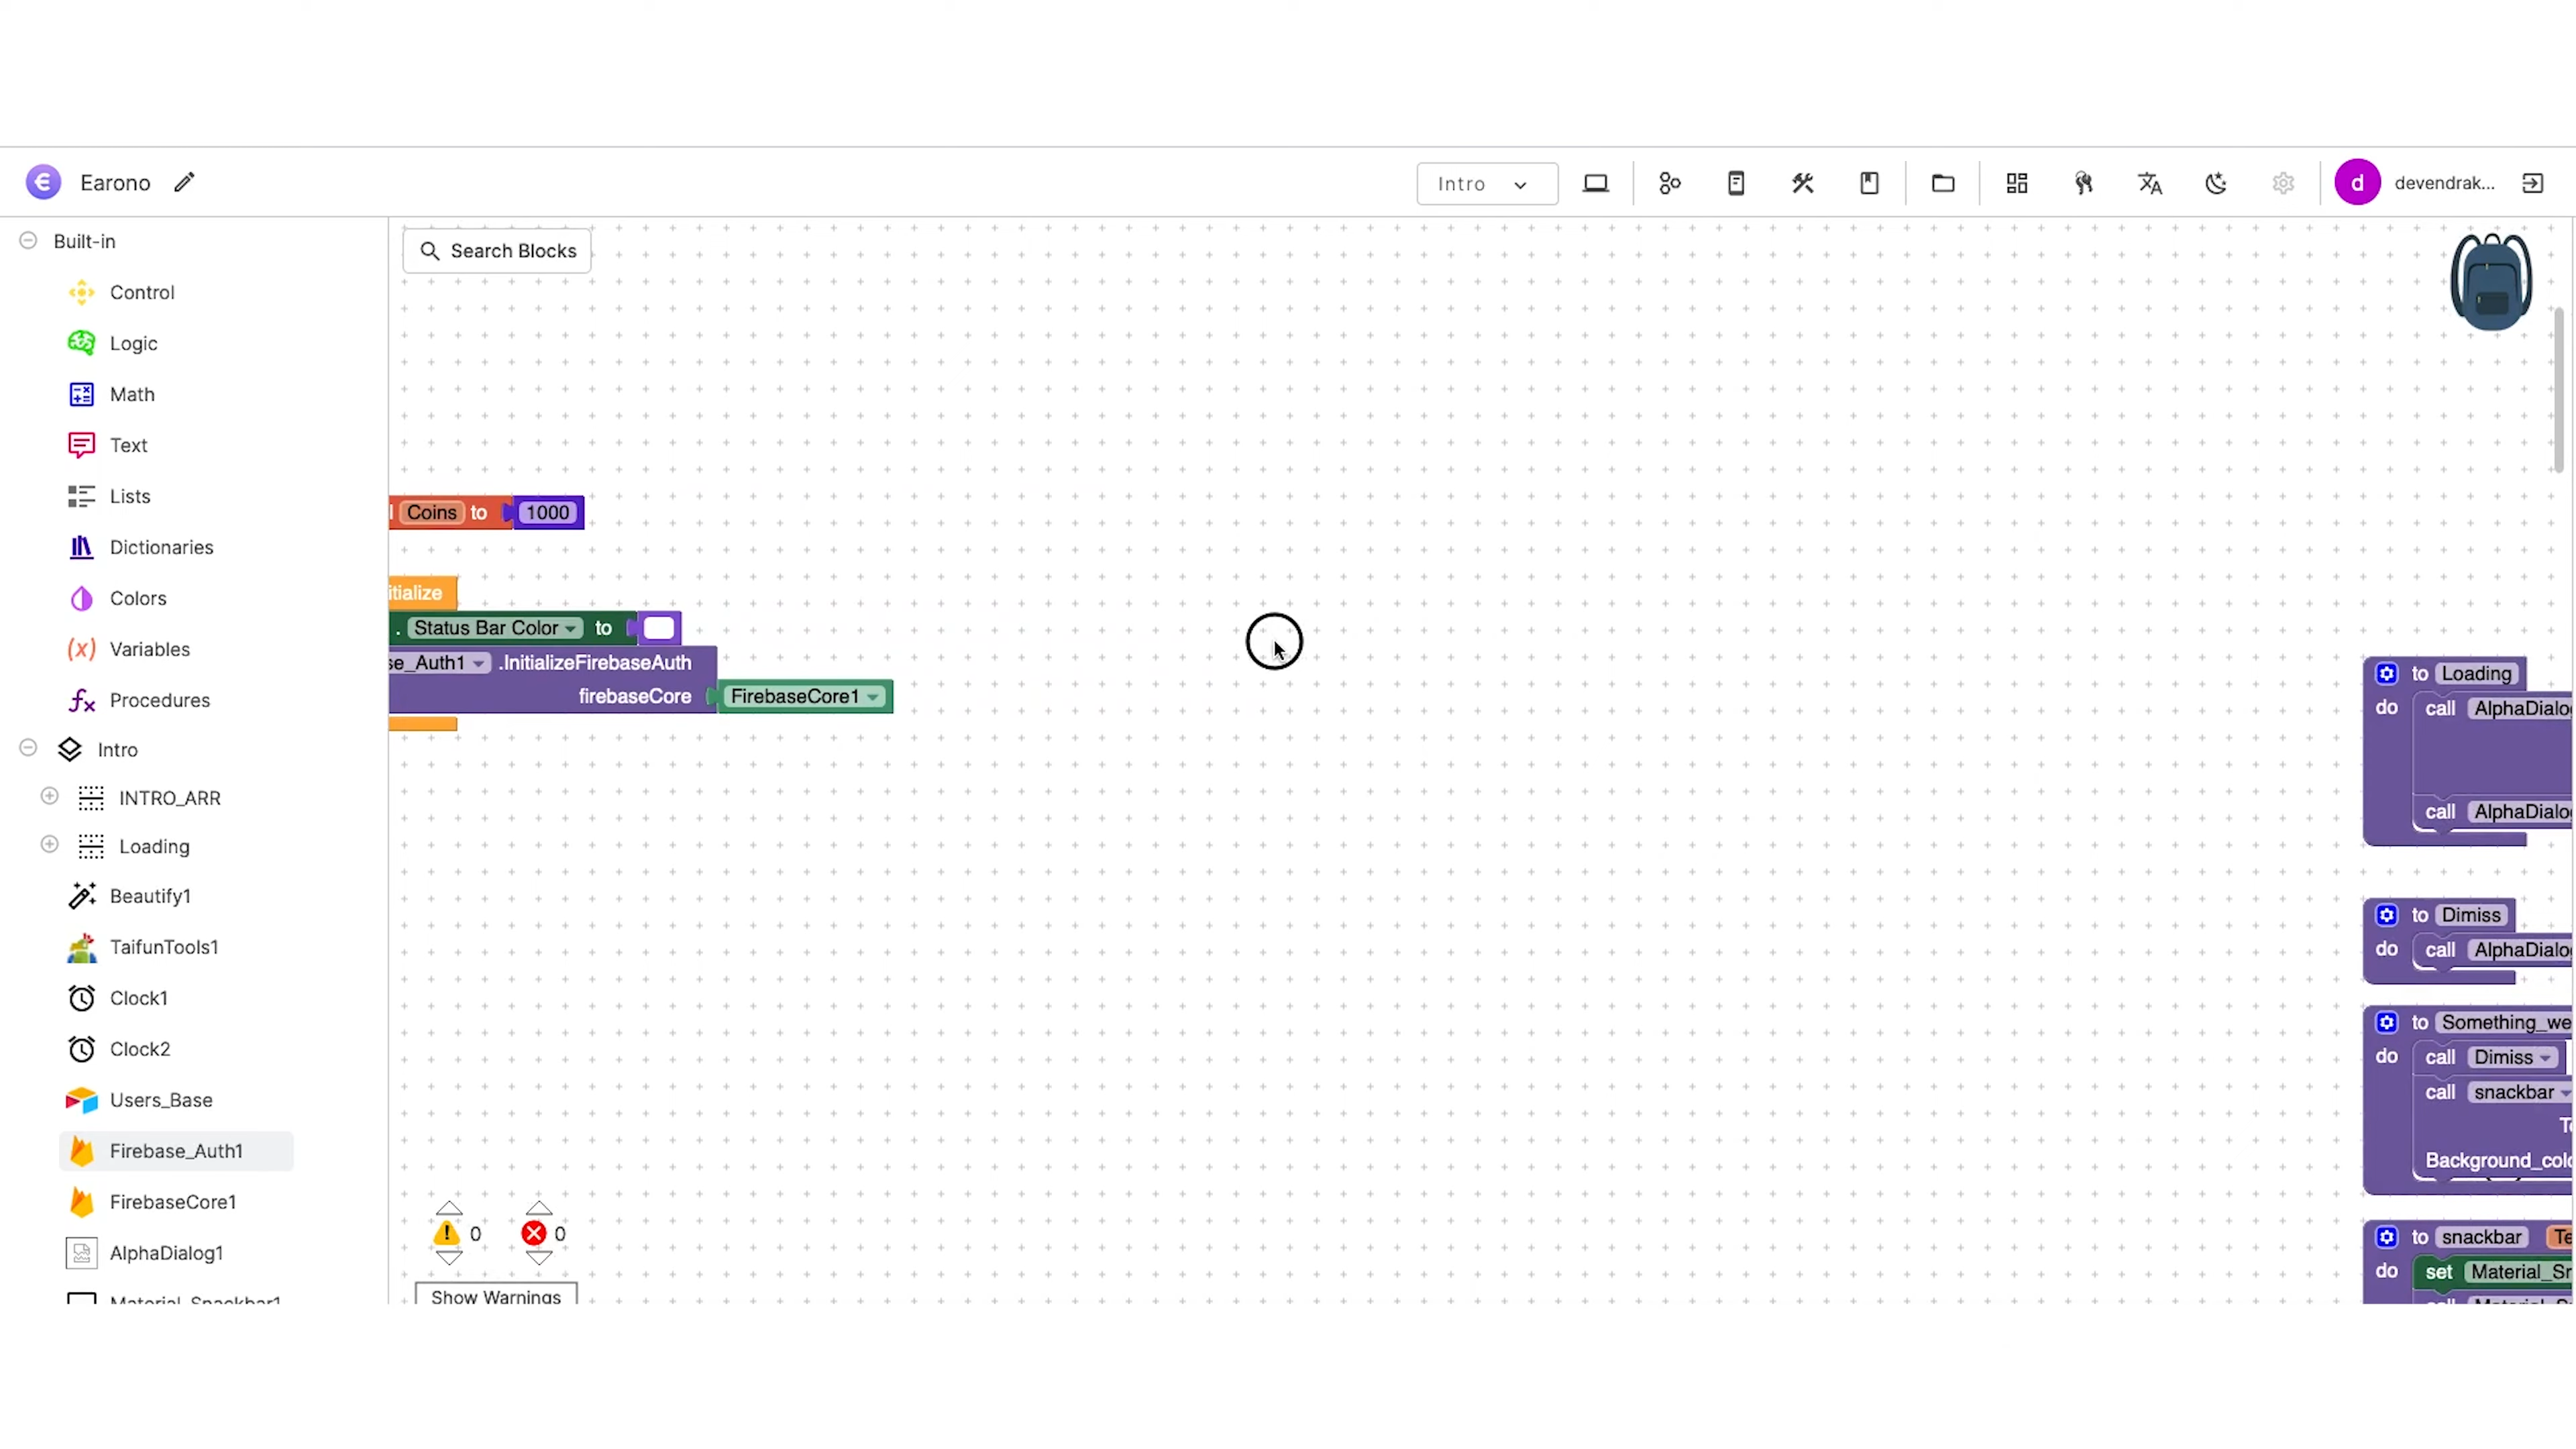 Earono
Intro
d
devendrak...
Built-in
Control
Logic
Math
Text
Lists
Dictionaries
Colors
Variables
Procedures
Intro
INTRO_ARR
Loading
Beautify1
TaifunTools1
Clock1
Clock2
Users_Base
Firebase_Auth1
FirebaseCore1
AlphaDialog1
Material_Snackbar1
Search Blocks
Coins to 1000
itialize
. Status Bar Color to
se_Auth1 .InitializeFirebaseAuth
firebaseCore FirebaseCore1
0 0
Show Warnings
to Loading
do call AlphaDialo
call AlphaDialo
to Dimiss
do call AlphaDialo
to Something_we
do call Dimiss
call snackbar
Te
Background_colo
to snackbar Te
do set Material_Sn